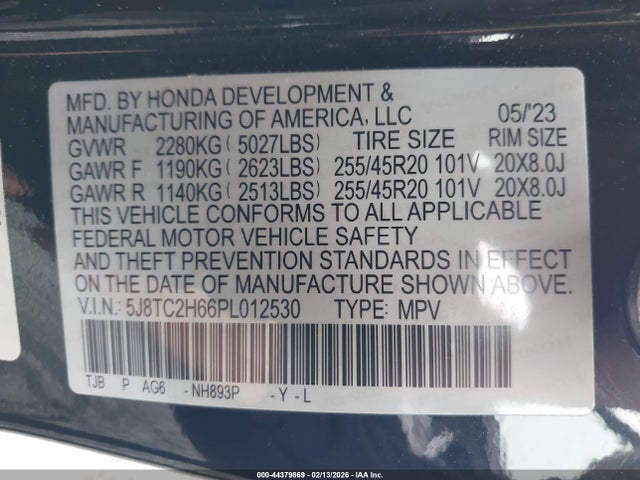 MFD. BY HONDA DEVELOPMENT &
MANUFACTURING OF AMERICA, LLC 05/'23
GVWR 2280KG ( 5027LBS) TIRE SIZE RIM SIZE
GAWR F 1190KG ( 2623LBS) 255/45R20 101V 20X8.0J
GAWR R 1140KG ( 2513LBS) 255/45R20 101V 20X8.0J
THIS VEHICLE CONFORMS TO ALL APPLICABLE
FEDERAL MOTOR VEHICLE SAFETY
AND THEFT PREVENTION STANDARDS IN EFFECT
ON THE DATE OF MANUFACTURE SHOWN ABOVE.
V.I.N.: 5J8TC2H66PL012530 TYPE: MPV
TJB P AG6 - NH893P - Y - L
000-44379869 | 02/13/2026 | IAA Inc.